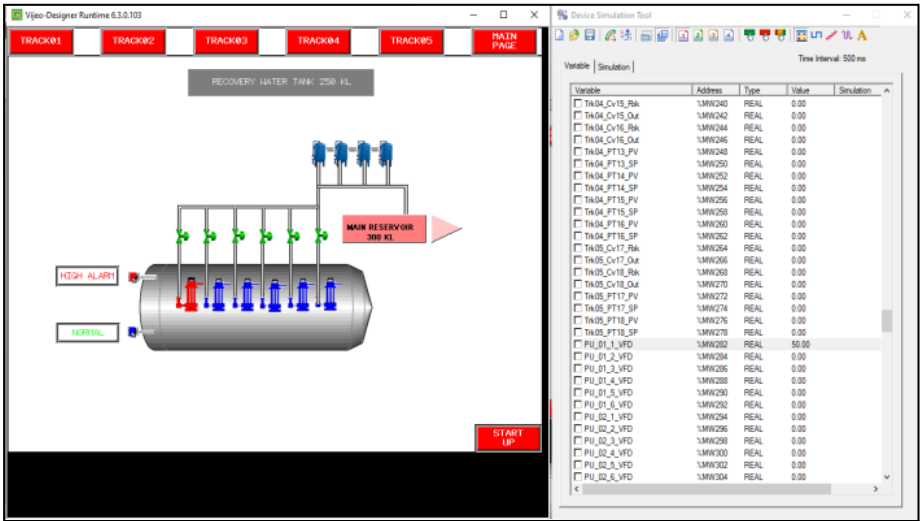 Vijeo-Designer Runtime 6.3.0.103
TRACK01 TRACK02 TRACK03 TRACK04 TRACK05 MAIN PAGE
RECOVERY WATER TANK 250 KL
MAIN RESERVOIR
300 KL
HIGH ALARM
NORMAL
START UP
Device Simulation Tool
Time Interval: 500 ms
Variable Simulation
Variable Address Type Value Simulation
Trk04_Cv15_Fbk %MW240 REAL 0.00
Trk04_Cv15_Out %MW242 REAL 0.00
Trk04_Cv16_Fbk %MW244 REAL 0.00
Trk04_Cv16_Out %MW246 REAL 0.00
Trk04_PT13_PV %MW248 REAL 0.00
Trk04_PT13_SP %MW250 REAL 0.00
Trk04_PT14_PV %MW252 REAL 0.00
Trk04_PT14_SP %MW254 REAL 0.00
Trk04_PT15_PV %MW256 REAL 0.00
Trk04_PT15_SP %MW258 REAL 0.00
Trk04_PT16_PV %MW260 REAL 0.00
Trk04_PT16_SP %MW262 REAL 0.00
Trk05_Cv17_Fbk %MW264 REAL 0.00
Trk05_Cv17_Out %MW266 REAL 0.00
Trk05_Cv18_Fbk %MW268 REAL 0.00
Trk05_Cv18_Out %MW270 REAL 0.00
Trk05_PT17_PV %MW272 REAL 0.00
Trk05_PT17_SP %MW274 REAL 0.00
Trk05_PT18_PV %MW276 REAL 0.00
Trk05_PT18_SP %MW278 REAL 0.00
PU_01_1_VFD %MW282 REAL 50.00
PU_01_2_VFD %MW284 REAL 0.00
PU_01_3_VFD %MW286 REAL 0.00
PU_01_4_VFD %MW288 REAL 0.00
PU_01_5_VFD %MW290 REAL 0.00
PU_01_6_VFD %MW292 REAL 0.00
PU_02_1_VFD %MW294 REAL 0.00
PU_02_2_VFD %MW296 REAL 0.00
PU_02_3_VFD %MW298 REAL 0.00
PU_02_4_VFD %MW300 REAL 0.00
PU_02_5_VFD %MW302 REAL 0.00
PU_02_6_VFD %MW304 REAL 0.00